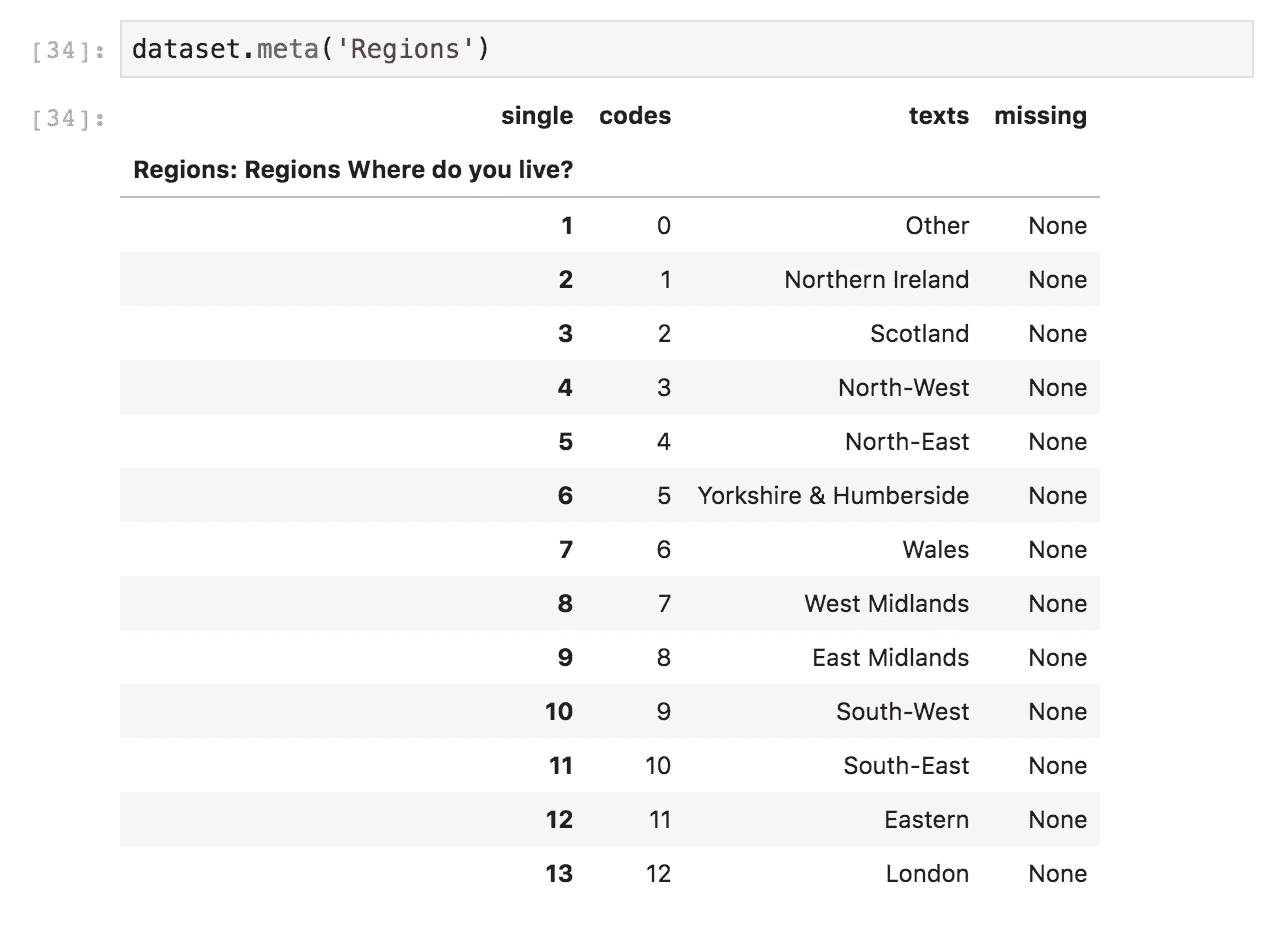 [34]: dataset.meta('Regions')
[34]: single codes texts missing
Regions: Regions Where do you live?
1 0 Other None
2 1 Northern Ireland None
3 2 Scotland None
4 3 North-West None
5 4 North-East None
6 5 Yorkshire & Humberside None
7 6 Wales None
8 7 West Midlands None
9 8 East Midlands None
10 9 South-West None
11 10 South-East None
12 11 Eastern None
13 12 London None